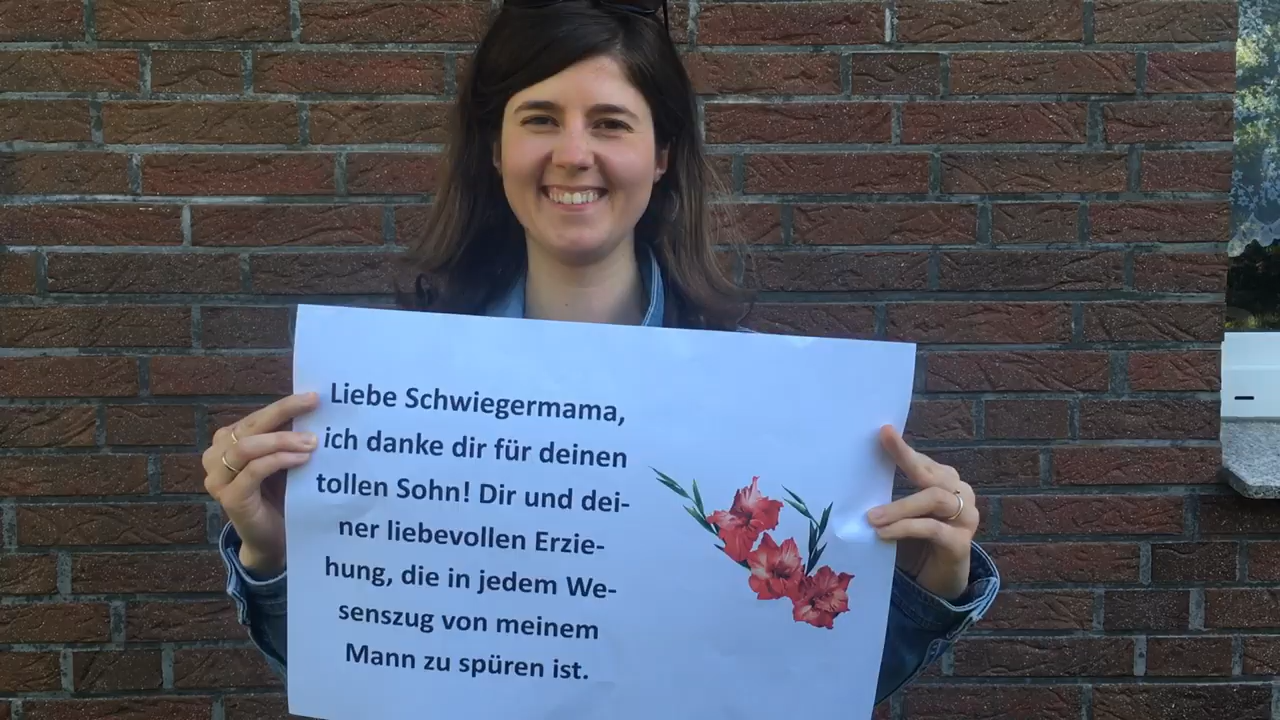 Liebe Schwiegermama,
ich danke dir für deinen
tollen Sohn! Dir und dei-
ner liebevollen Erzie-
hung, die in jedem We-
senszug von meinem
Mann zu spüren ist.